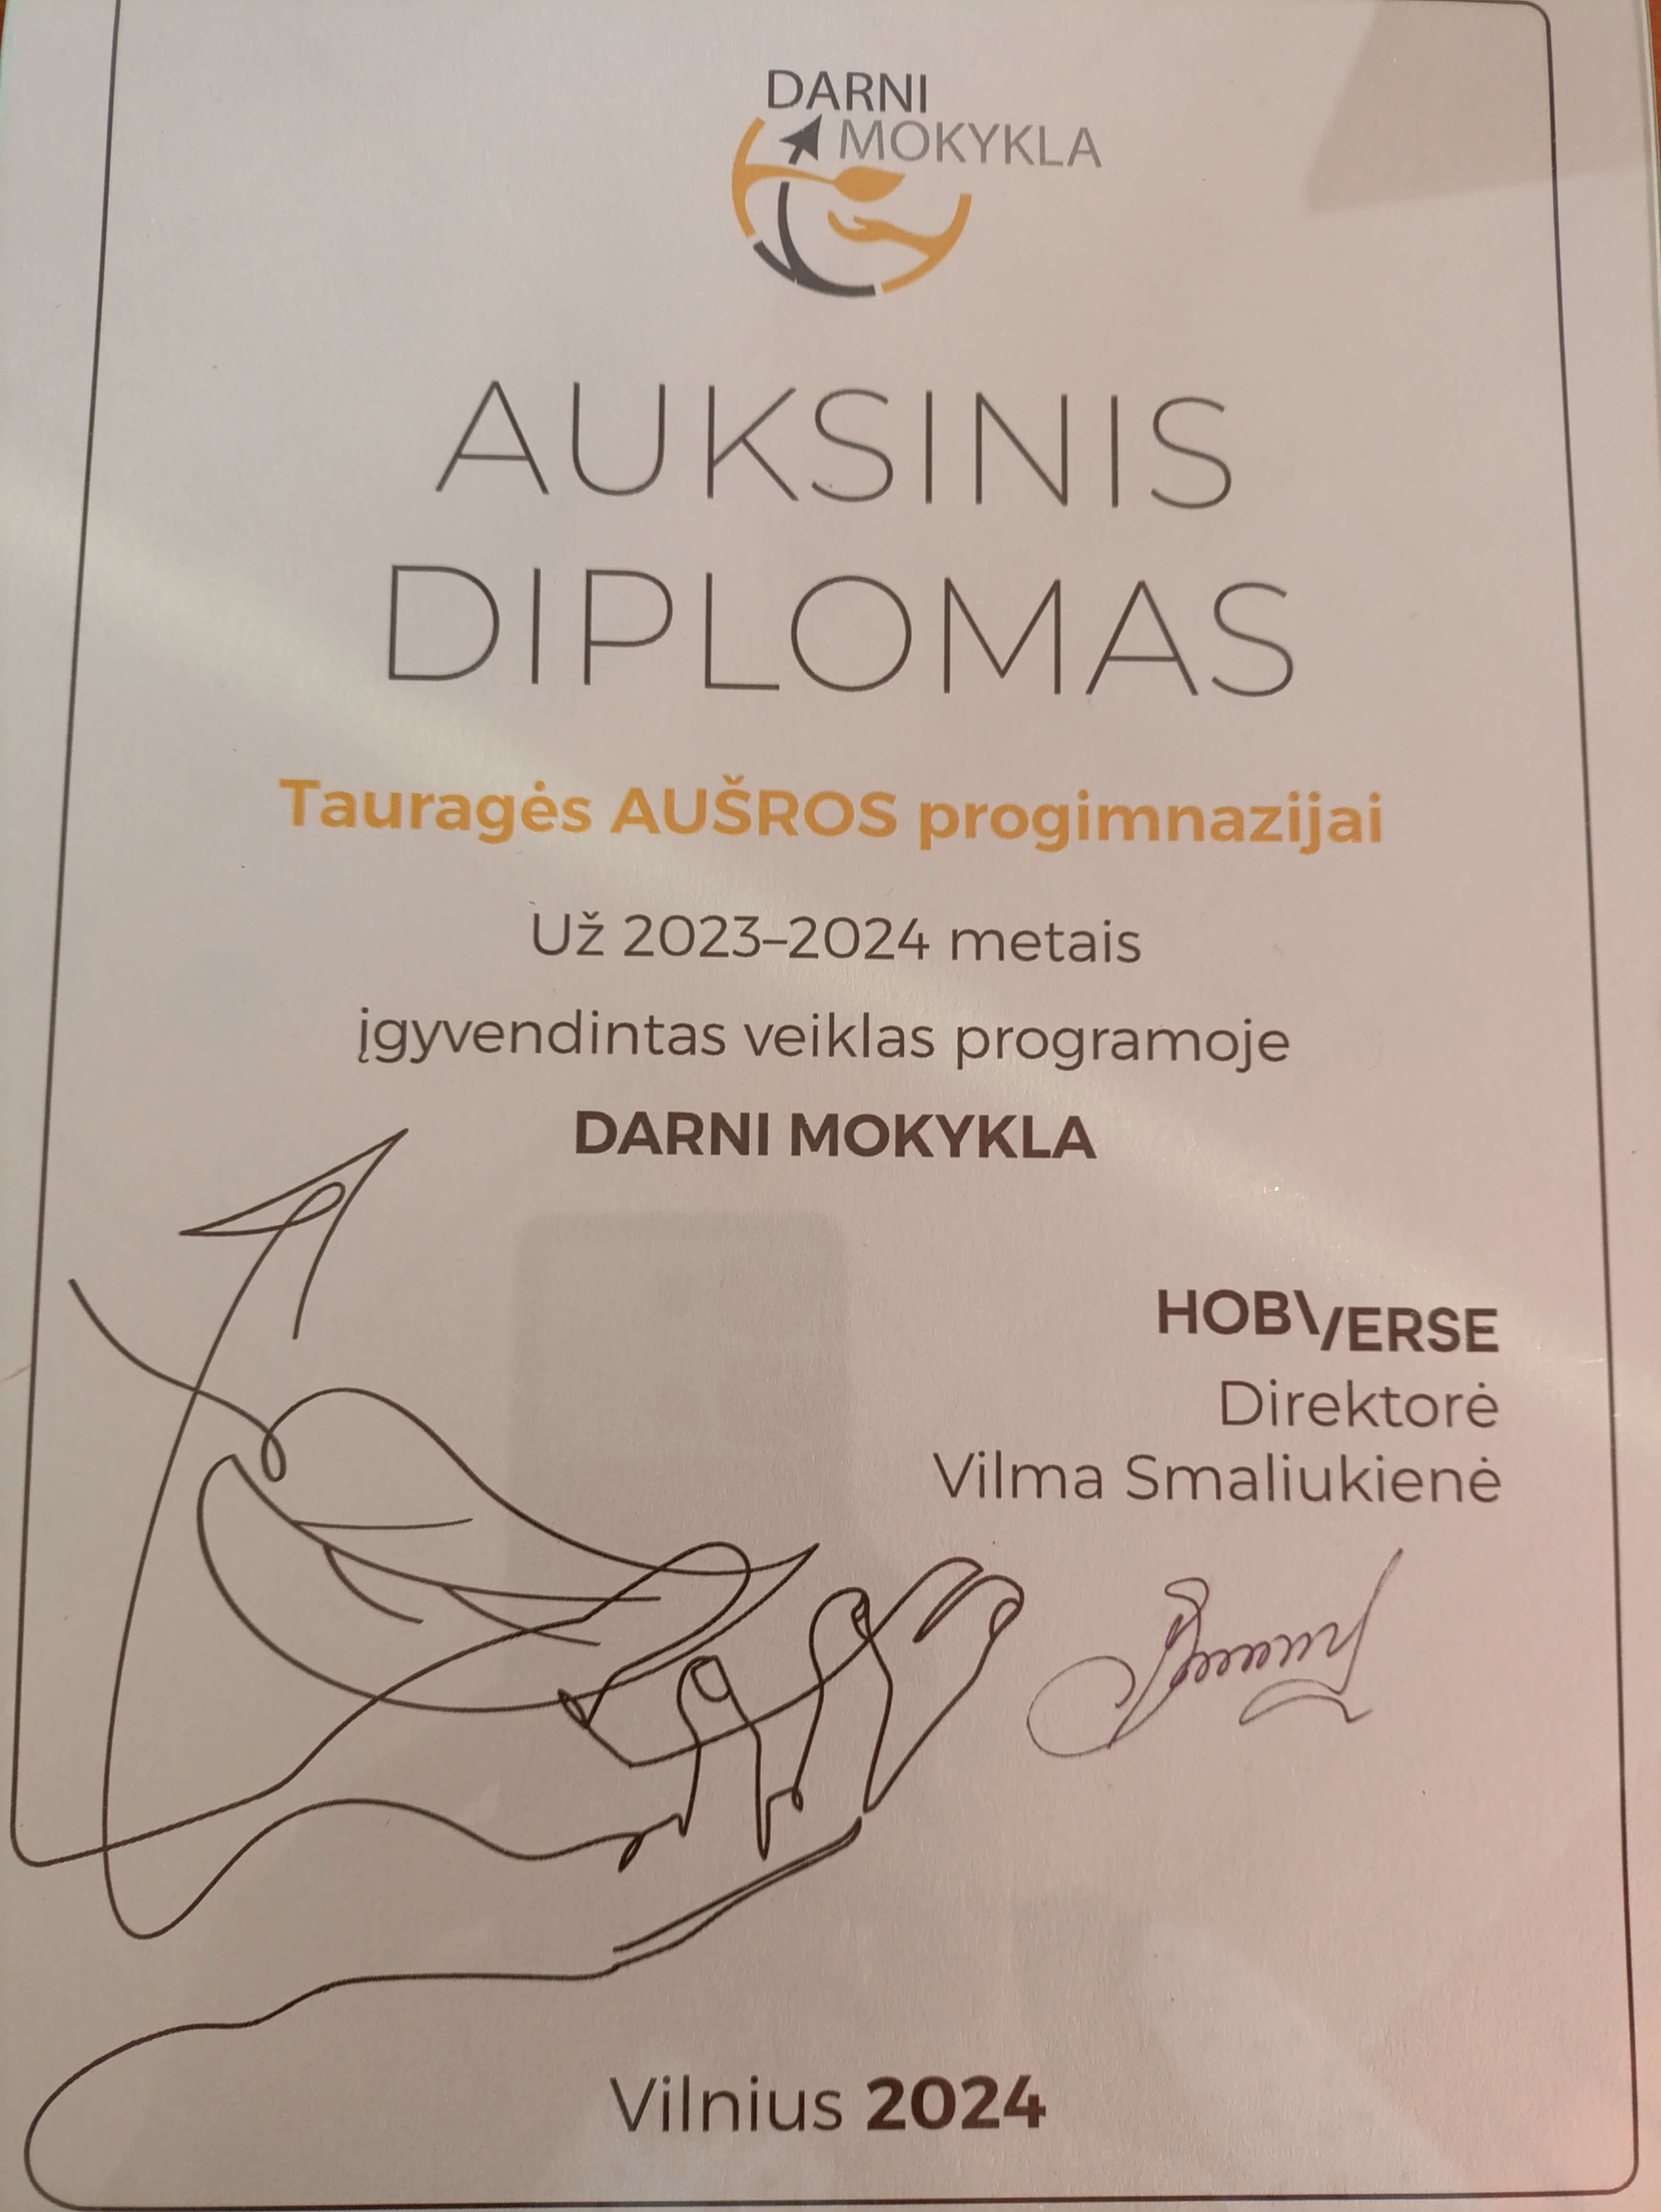 DARNI
MOKYKLA
AUKSINIS
DIPLOMAS
Tauragės AUŠROS progimnazijai
Už 2023–2024 metais
įgyvendintas veiklas programoje
DARNI MOKYKLA
HOBVERSE
Direktorė
Vilma Smaliukienė
Vilnius 2024